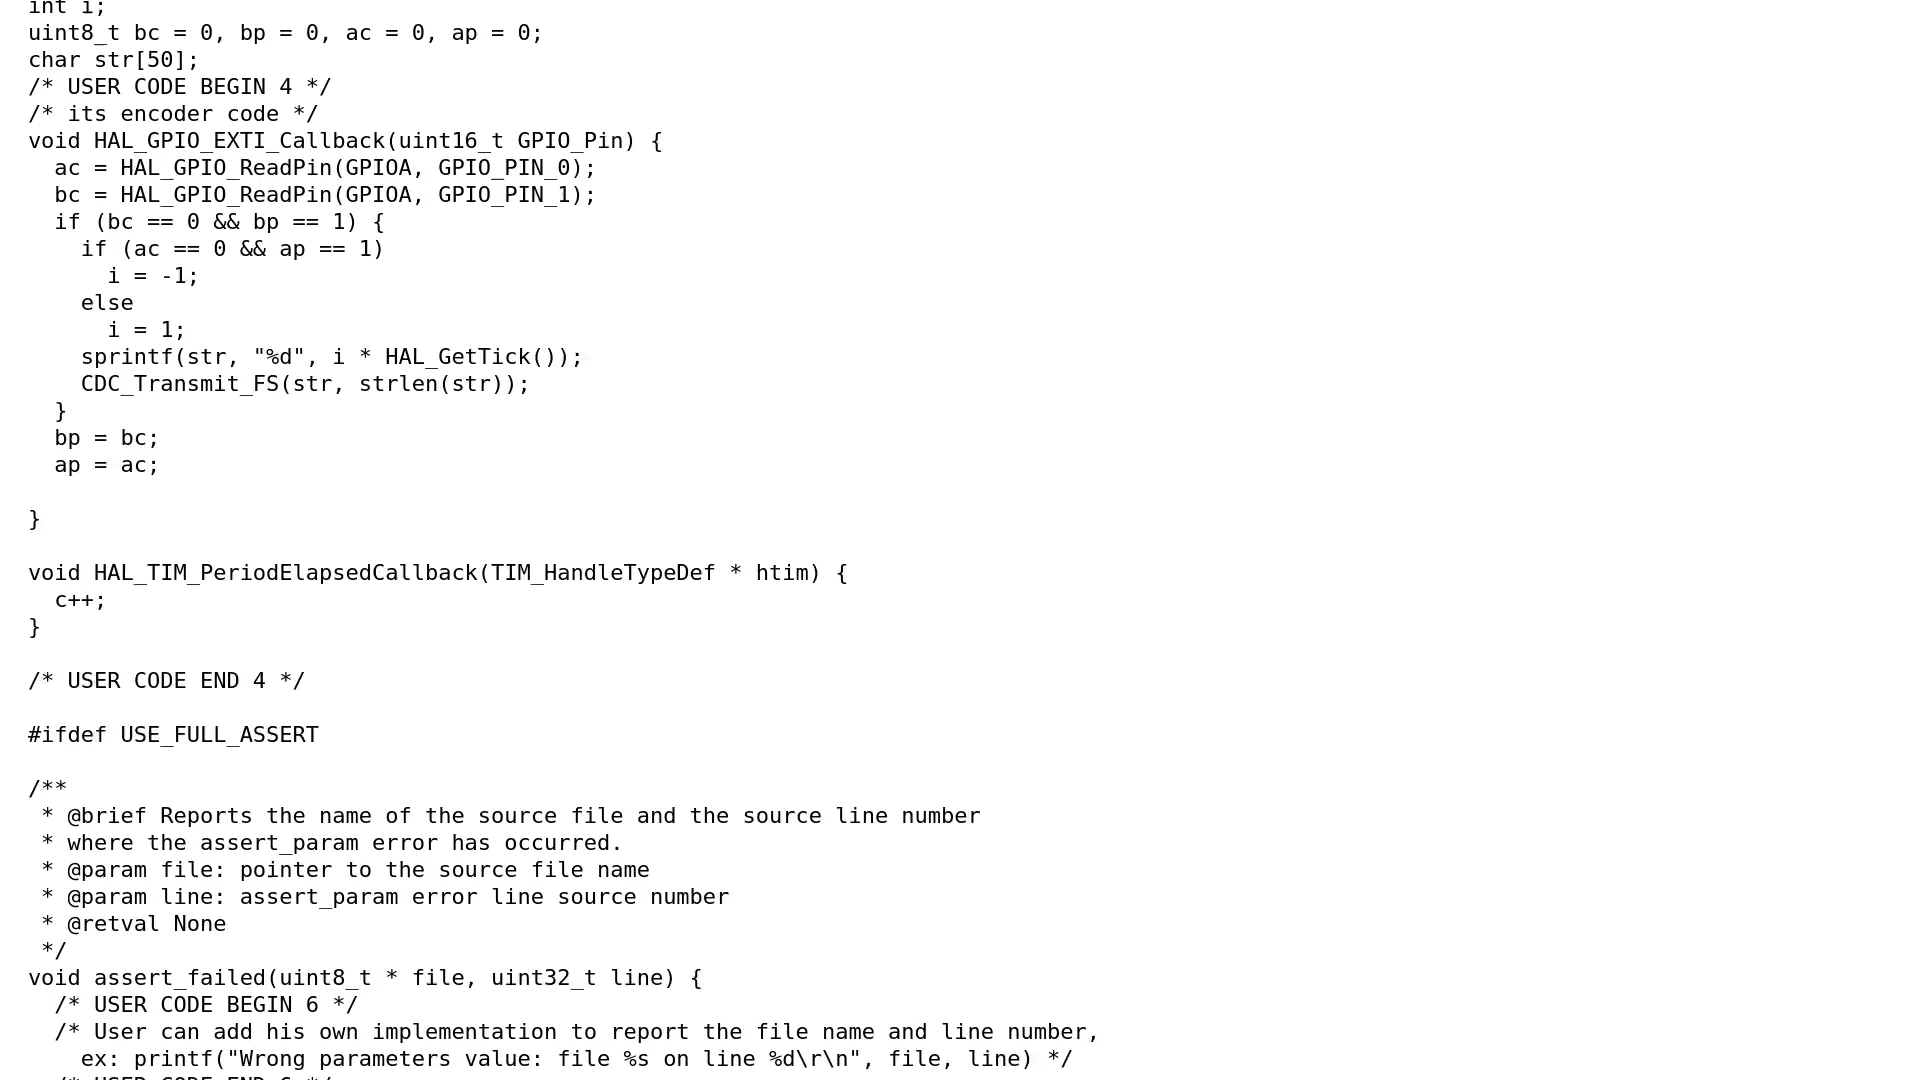 int i;
uint8_t bc = 0, bp = 0, ac = 0, ap = 0;
char str[50];
/* USER CODE BEGIN 4 */
/* its encoder code */
void HAL_GPIO_EXTI_Callback(uint16_t GPIO_Pin) {
  ac = HAL_GPIO_ReadPin(GPIOA, GPIO_PIN_0);
  bc = HAL_GPIO_ReadPin(GPIOA, GPIO_PIN_1);
  if (bc == 0 && bp == 1) {
    if (ac == 0 && ap == 1)
      i = -1;
    else
      i = 1;
    sprintf(str, "%d", i * HAL_GetTick());
    CDC_Transmit_FS(str, strlen(str));
  }
  bp = bc;
  ap = ac;

}

void HAL_TIM_PeriodElapsedCallback(TIM_HandleTypeDef * htim) {
  c++;
}

/* USER CODE END 4 */

#ifdef USE_FULL_ASSERT

/**
 * @brief Reports the name of the source file and the source line number
 * where the assert_param error has occurred.
 * @param file: pointer to the source file name
 * @param line: assert_param error line source number
 * @retval None
 */
void assert_failed(uint8_t * file, uint32_t line) {
  /* USER CODE BEGIN 6 */
  /* User can add his own implementation to report the file name and line number,
    ex: printf("Wrong parameters value: file %s on line %d\r\n", file, line) */
  /* USER CODE END 6 */